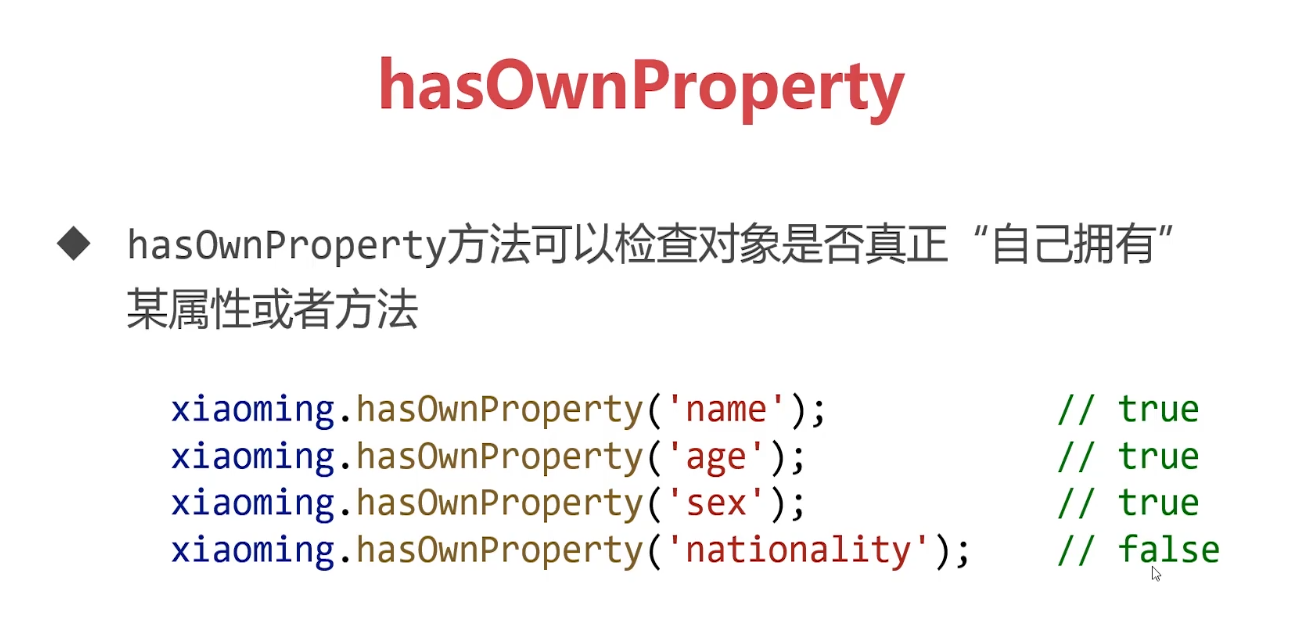 hasOwnProperty
hasOwnProperty方法可以检查对象是否真正“自己拥有”
某属性或者方法
xiaoming.hasOwnProperty('name'); // true
xiaoming.hasOwnProperty('age'); // true
xiaoming.hasOwnProperty('sex'); // true
xiaoming.hasOwnProperty('nationality'); // false